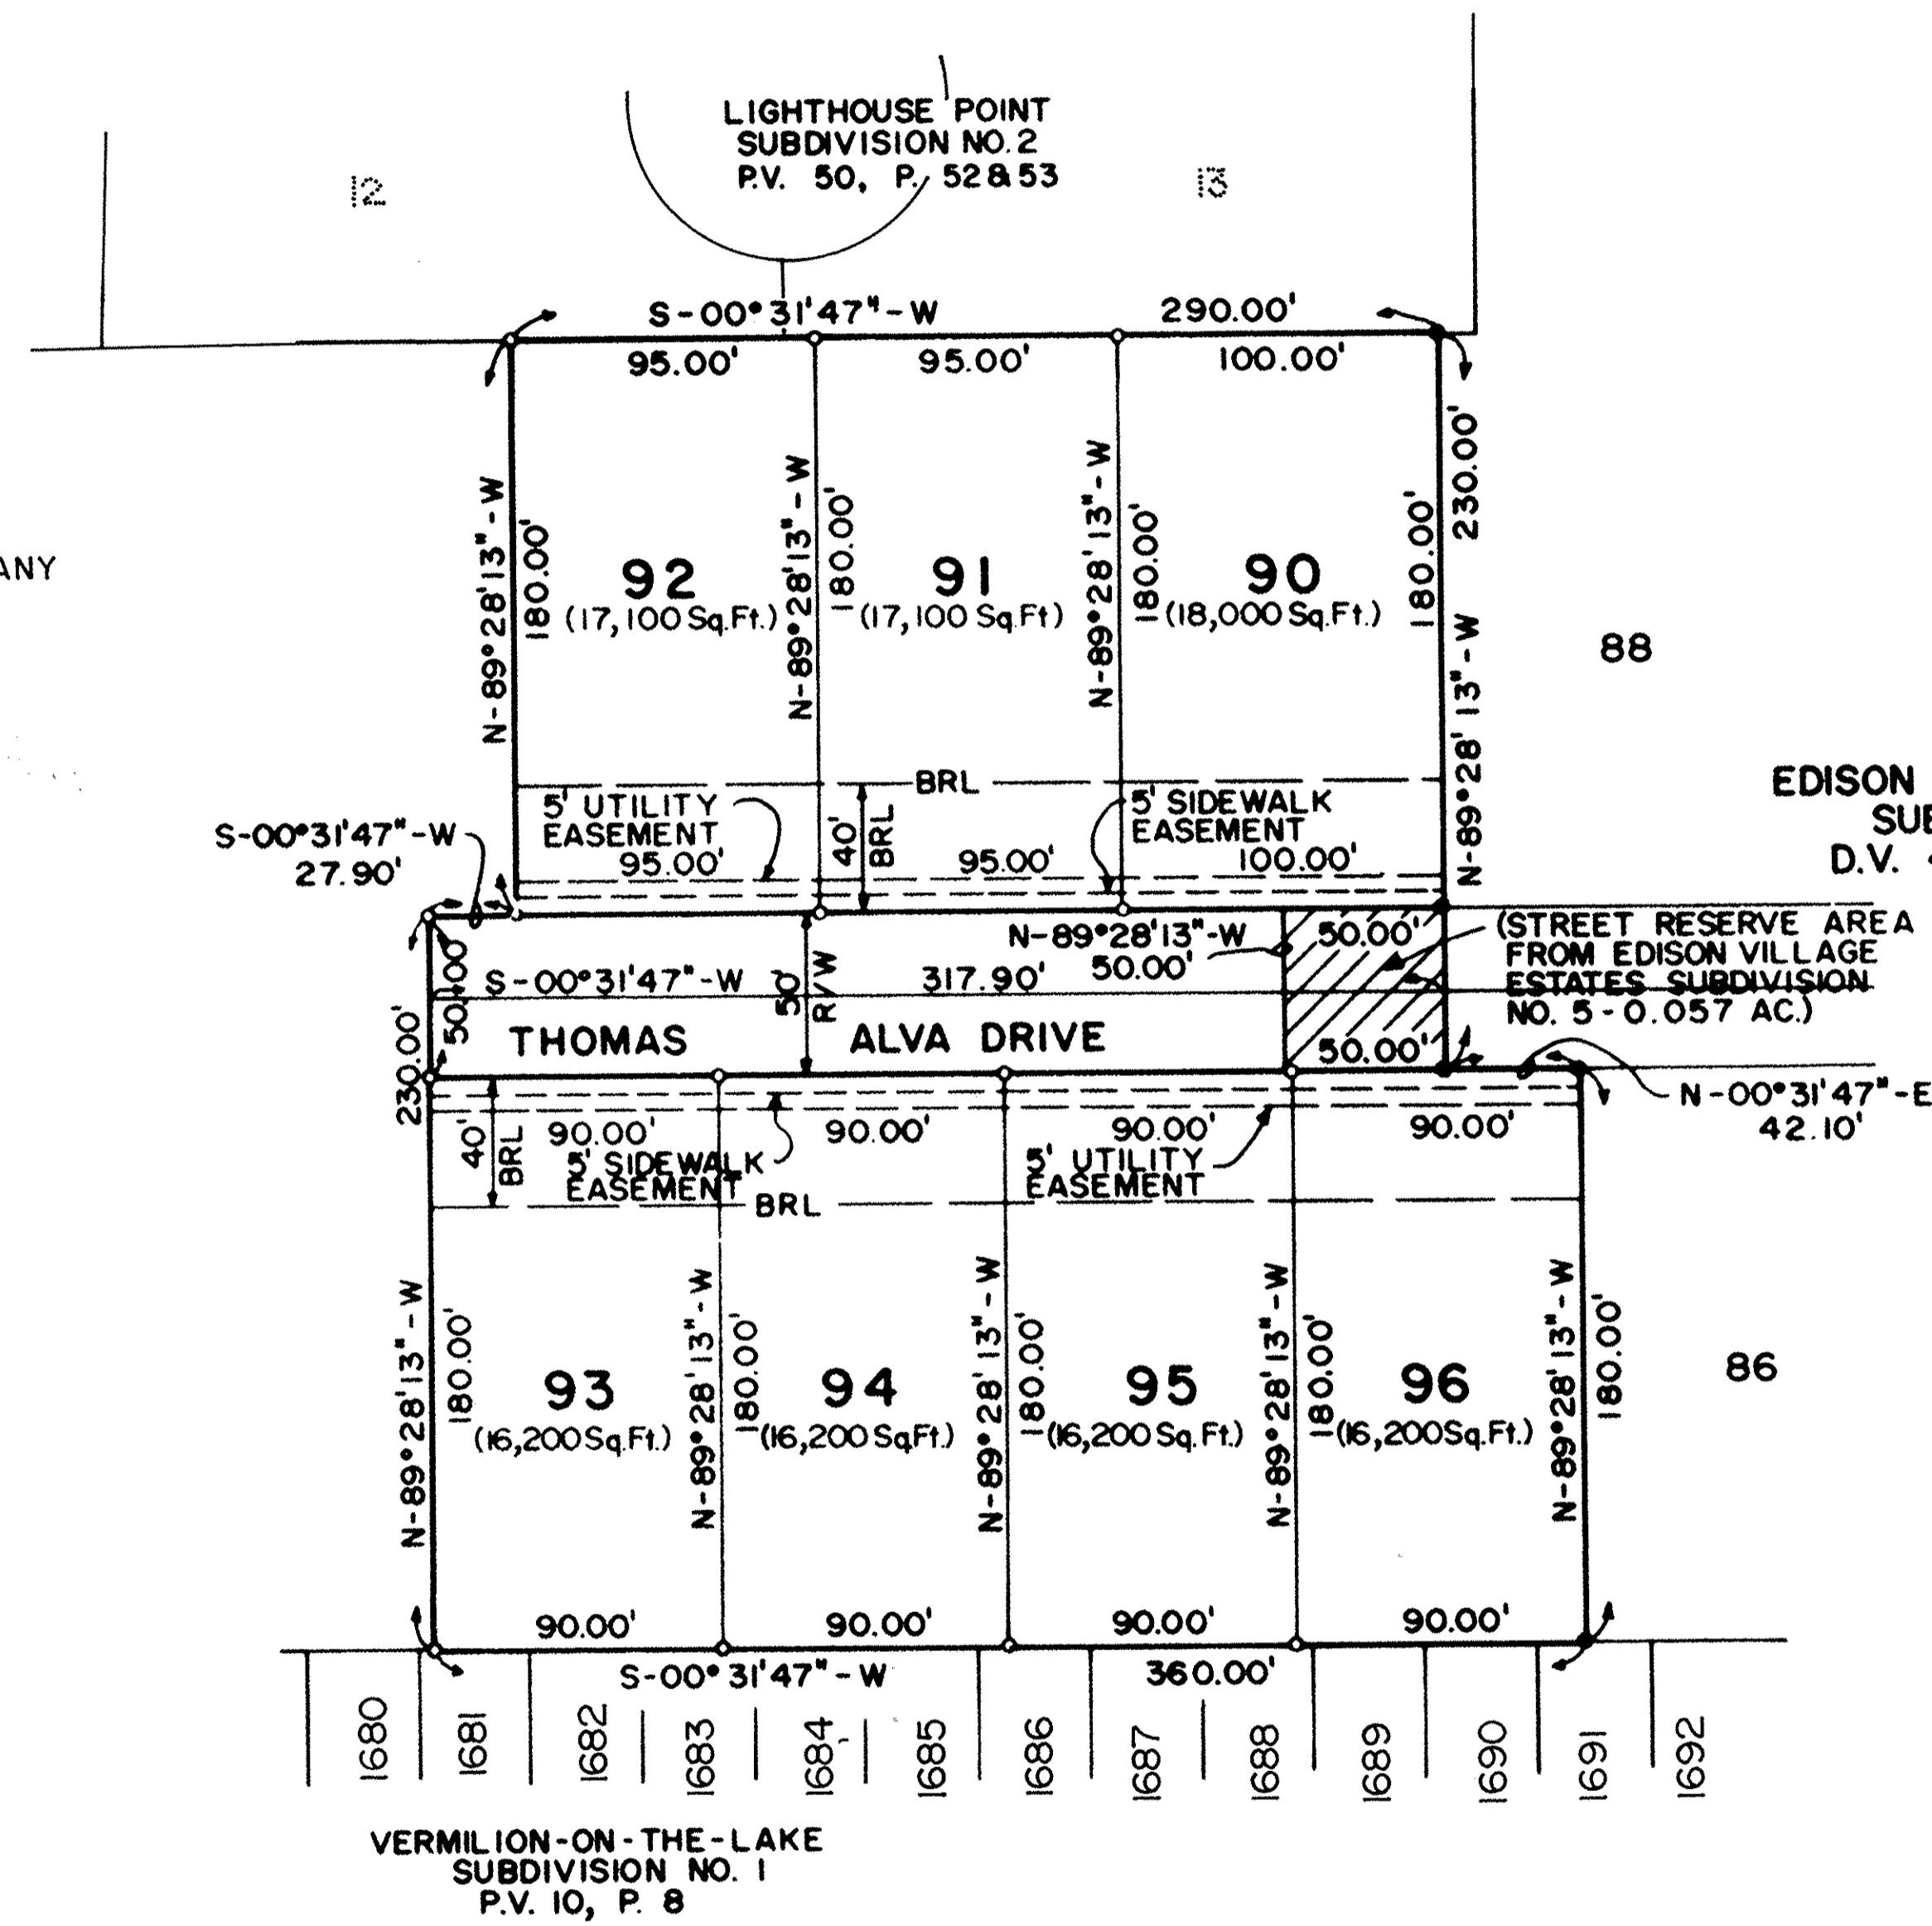 LIGHTHOUSE POINT
SUBDIVISION NO. 2
P.V. 50, P. 52&53
12
13
S-00°31'47"-W
290.00'
95.00'
95.00'
100.00'
N-89°28'13"-W
180.00'
N-89°28'13"-W
180.00'
N-89°28'13"-W
180.00'
180.00'
230.00'
N-89°28'13"-W
92
(17,100 Sq.Ft.)
91
(17,100 Sq.Ft)
90
(18,000 Sq.Ft.)
ANY
88
BRL
5' UTILITY
EASEMENT
95.00'
40'
BRL
95.00'
5' SIDEWALK
EASEMENT
100.00'
EDISON
SUB
D.V. 4
S-00°31'47"-W
27.90'
N-89°28'13"-W
50.00'
50.00'
(STREET RESERVE AREA
FROM EDISON VILLAGE
ESTATES SUBDIVISION
NO. 5 - 0.057 AC.)
50.00'
230.00'
S-00°31'47"-W
317.90'
50'
R/W
THOMAS ALVA DRIVE
50.00'
N-00°31'47"-E
42.10'
40'
BRL
90.00'
90.00'
90.00'
90.00'
5' SIDEWALK
EASEMENT
5' UTILITY
EASEMENT
BRL
N-89°28'13"-W
180.00'
N-89°28'13"-W
180.00'
N-89°28'13"-W
180.00'
N-89°28'13"-W
180.00'
N-89°28'13"-W
180.00'
93
(16,200 Sq.Ft.)
94
(16,200 Sq.Ft.)
95
(16,200 Sq.Ft.)
96
(16,200 Sq.Ft.)
86
90.00'
90.00'
90.00'
90.00'
S-00°31'47"-W
360.00'
1680
1681
1682
1683
1684
1685
1686
1687
1688
1689
1690
1691
1692
VERMILION-ON-THE-LAKE
SUBDIVISION NO. 1
P.V. 10, P. 8